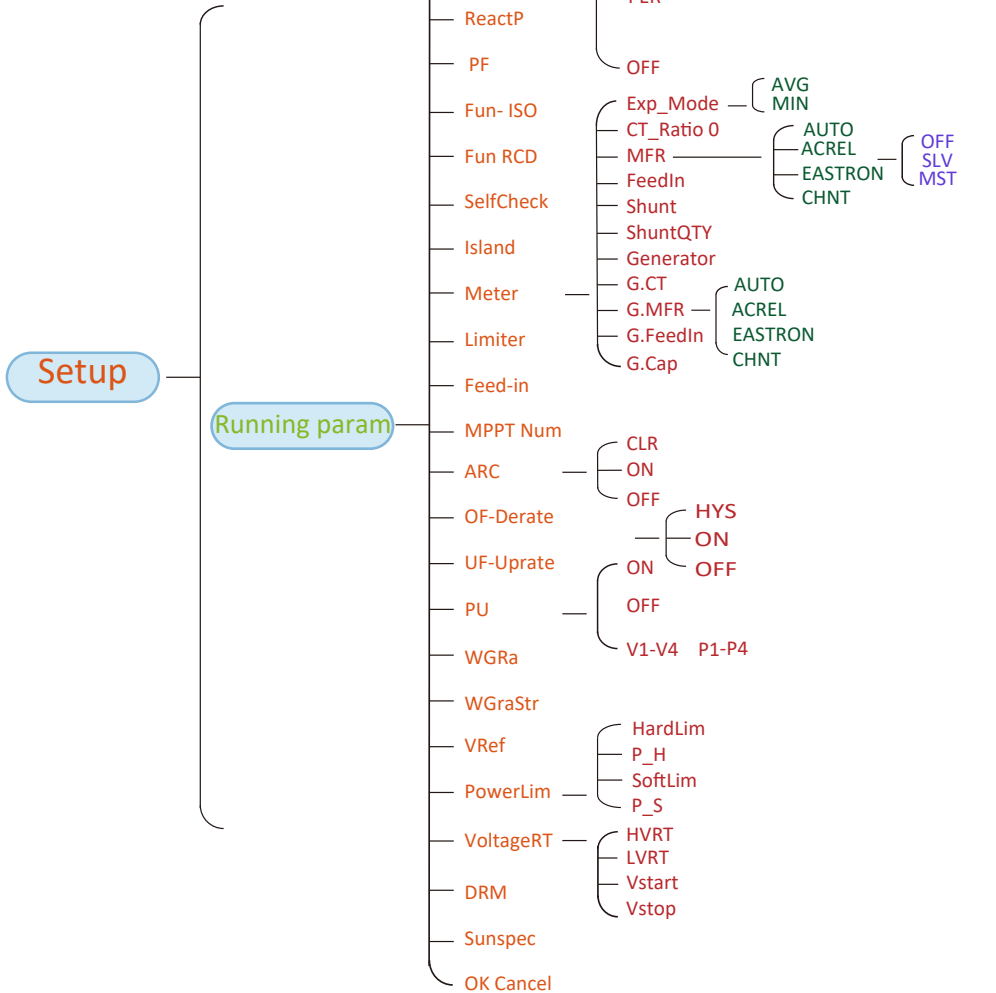 Setup
Running param
ReactP
PF
Fun- ISO
Fun RCD
SelfCheck
Island
Meter
Limiter
Feed-in
MPPT Num
ARC
OF-Derate
UF-Uprate
PU
WGRa
WGraStr
VRef
PowerLim
VoltageRT
DRM
Sunspec
OK Cancel
OFF
Exp_Mode
CT_Ratio 0
MFR
FeedIn
Shunt
ShuntQTY
Generator
G.CT
G.MFR
G.FeedIn
G.Cap
AVG
MIN
AUTO
ACREL
EASTRON
CHNT
OFF
SLV
MST
AUTO
ACREL
EASTRON
CHNT
CLR
ON
OFF
HYS
ON
OFF
ON
OFF
V1-V4 P1-P4
HardLim
P_H
SoftLim
P_S
HVRT
LVRT
Vstart
Vstop